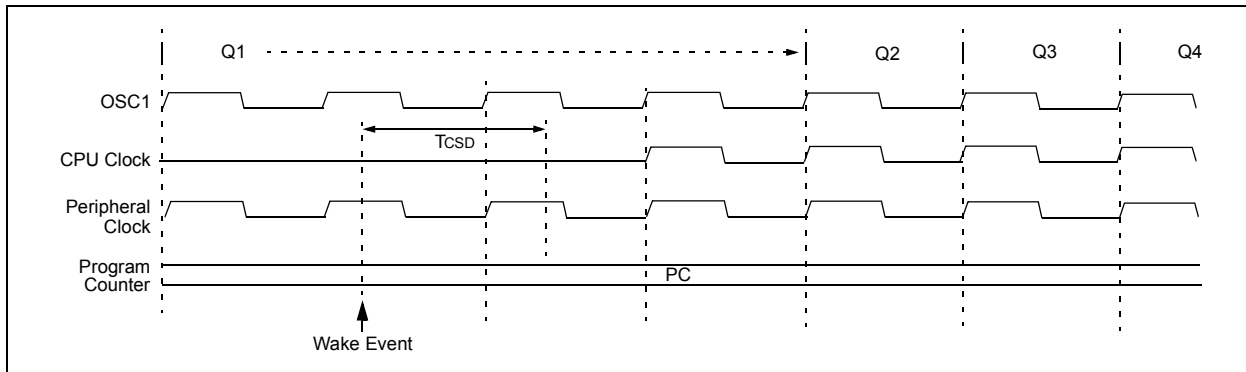 Q1 Q2 Q3 Q4
OSC1
TCSD
CPU Clock
Peripheral
Clock
Program
Counter
PC
Wake Event